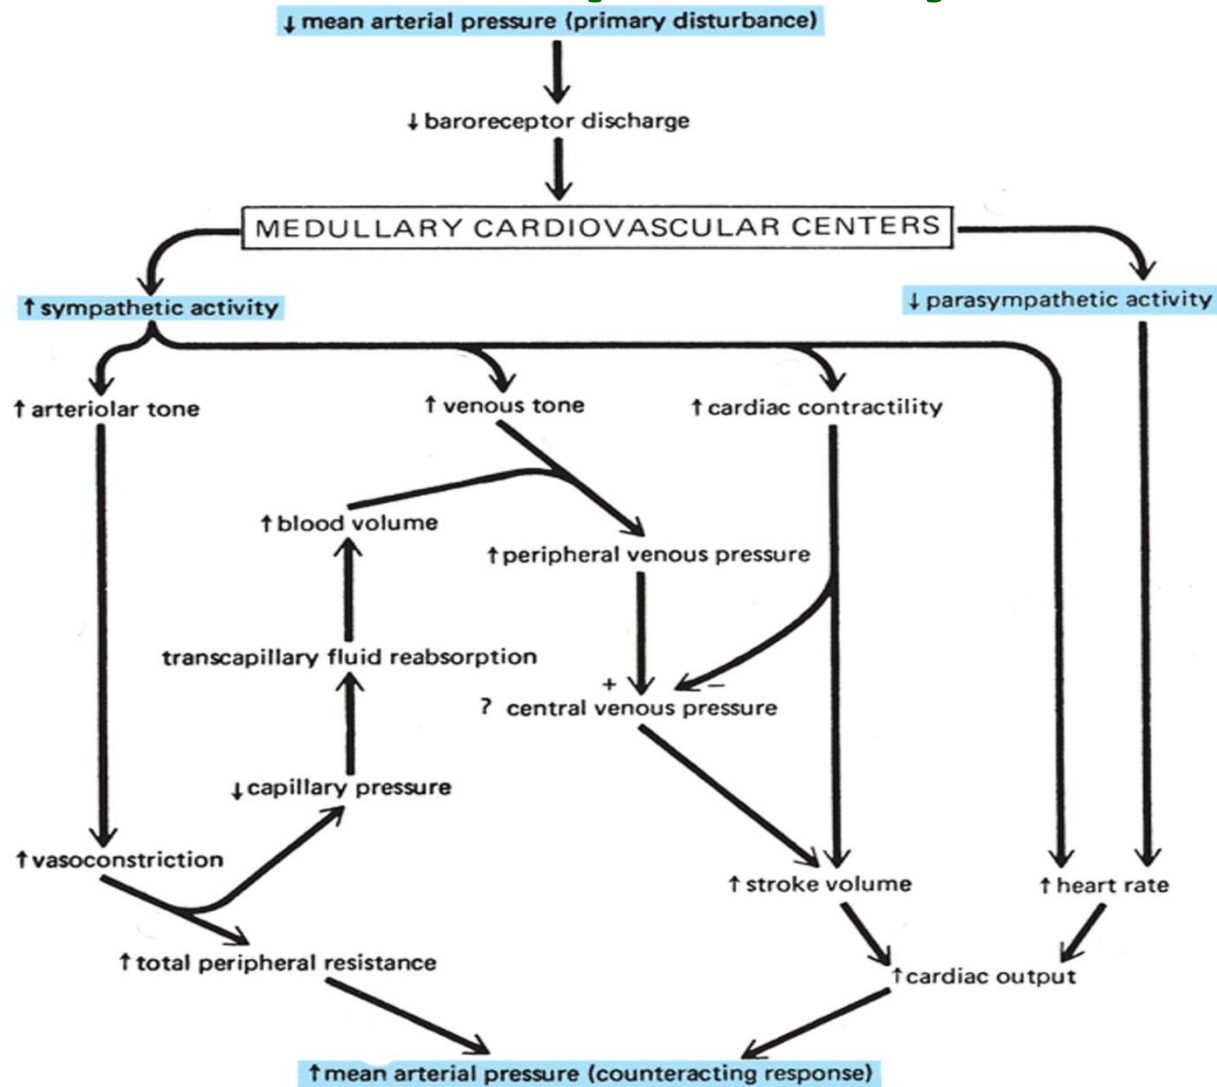 ↓ mean arterial pressure (primary disturbance)
↓ baroreceptor discharge
MEDULLARY CARDIOVASCULAR CENTERS
↑ sympathetic activity
↓ parasympathetic activity
↑ arteriolar tone
↑ venous tone
↑ cardiac contractility
↑ blood volume
↑ peripheral venous pressure
transcapillary fluid reabsorption
+ −
? central venous pressure
↓ capillary pressure
↑ vasoconstriction
↑ stroke volume
↑ heart rate
↑ total peripheral resistance
↑ cardiac output
↑ mean arterial pressure (counteracting response)